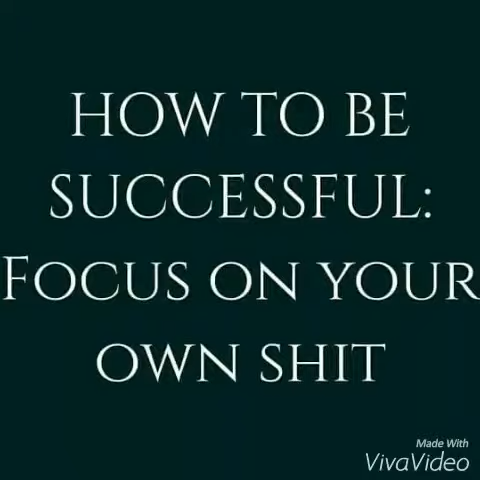 HOW TO BE
SUCCESSFUL:
FOCUS ON YOUR
OWN SHIT
Made With
VivaVideo